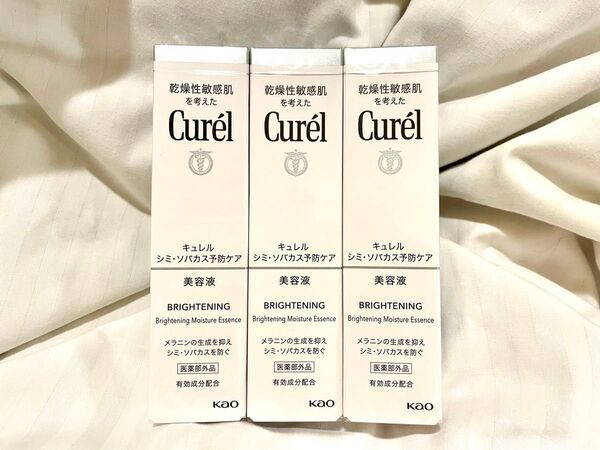 乾燥性敏感肌
を考えた
Curél
キュレル
シミ・ソバカス予防ケア
美容液
BRIGHTENING
Brightening Moisture Essence
メラニンの生成を抑え
シミ・ソバカスを防ぐ
医薬部外品
有効成分配合
Kao
乾燥性敏感肌
を考えた
Curél
キュレル
シミ・ソバカス予防ケア
美容液
BRIGHTENING
Brightening Moisture Essence
メラニンの生成を抑え
シミ・ソバカスを防ぐ
医薬部外品
有効成分配合
Kao
乾燥性敏感肌
を考えた
Curél
キュレル
シミ・ソバカス予防ケア
美容液
BRIGHTENING
Brightening Moisture Essence
メラニンの生成を抑え
シミ・ソバカスを防ぐ
医薬部外品
有効成分配合
Kao